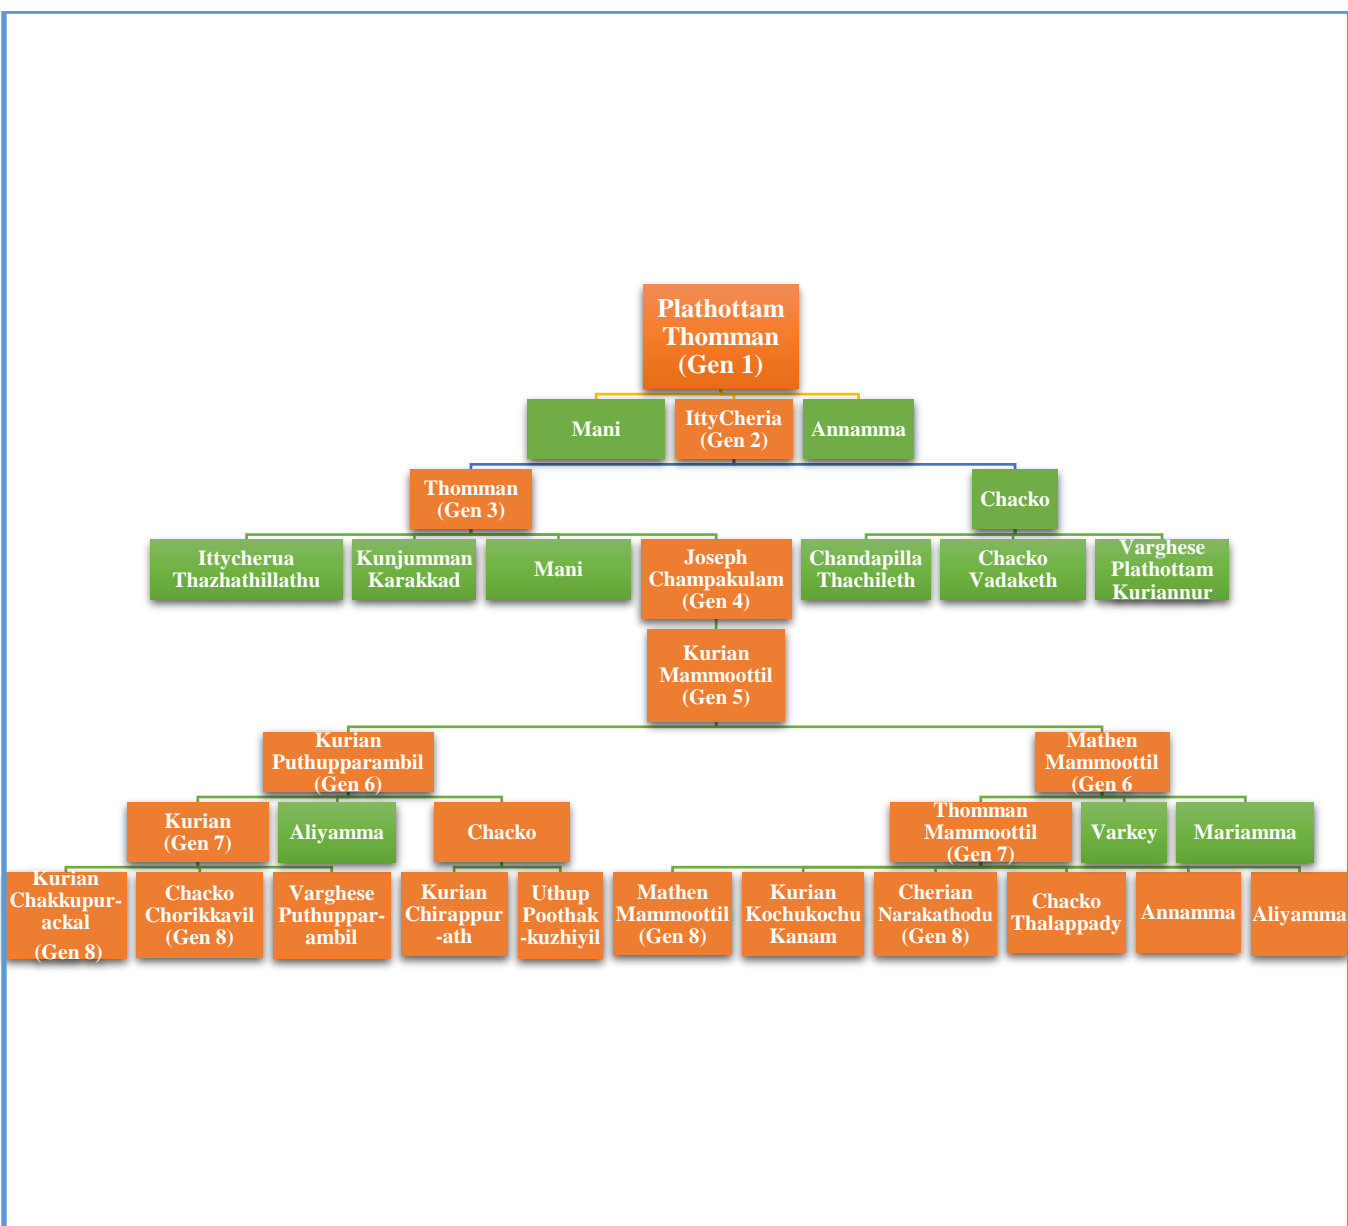 Plathottam
Thomman
(Gen 1)
Mani
IttyCheria
(Gen 2)
Annamma
Thomman
(Gen 3)
Chacko
Ittycherua
Thazhathillathu
Kunjumman
Karakkad
Mani
Joseph
Champakulam
(Gen 4)
Chandapilla
Thachileth
Chacko
Vadaketh
Varghese
Plathottam
Kuriannur
Kurian
Mammoottil
(Gen 5)
Kurian
Puthupparambil
(Gen 6)
Mathen
Mammoottil
(Gen 6
Kurian
(Gen 7)
Aliyamma
Chacko
Thomman
Mammoottil
(Gen 7)
Varkey
Mariamma
Kurian
Chakkupur-
ackal
(Gen 8)
Chacko
Chorikkavil
(Gen 8)
Varghese
Puthuppar-
ambil
Kurian
Chirappur
-ath
Uthup
Poothak
-kuzhiyil
Mathen
Mammoottil
(Gen 8)
Kurian
Kochukochu
Kanam
Cherian
Narakathodu
(Gen 8)
Chacko
Thalappady
Annamma
Aliyamma